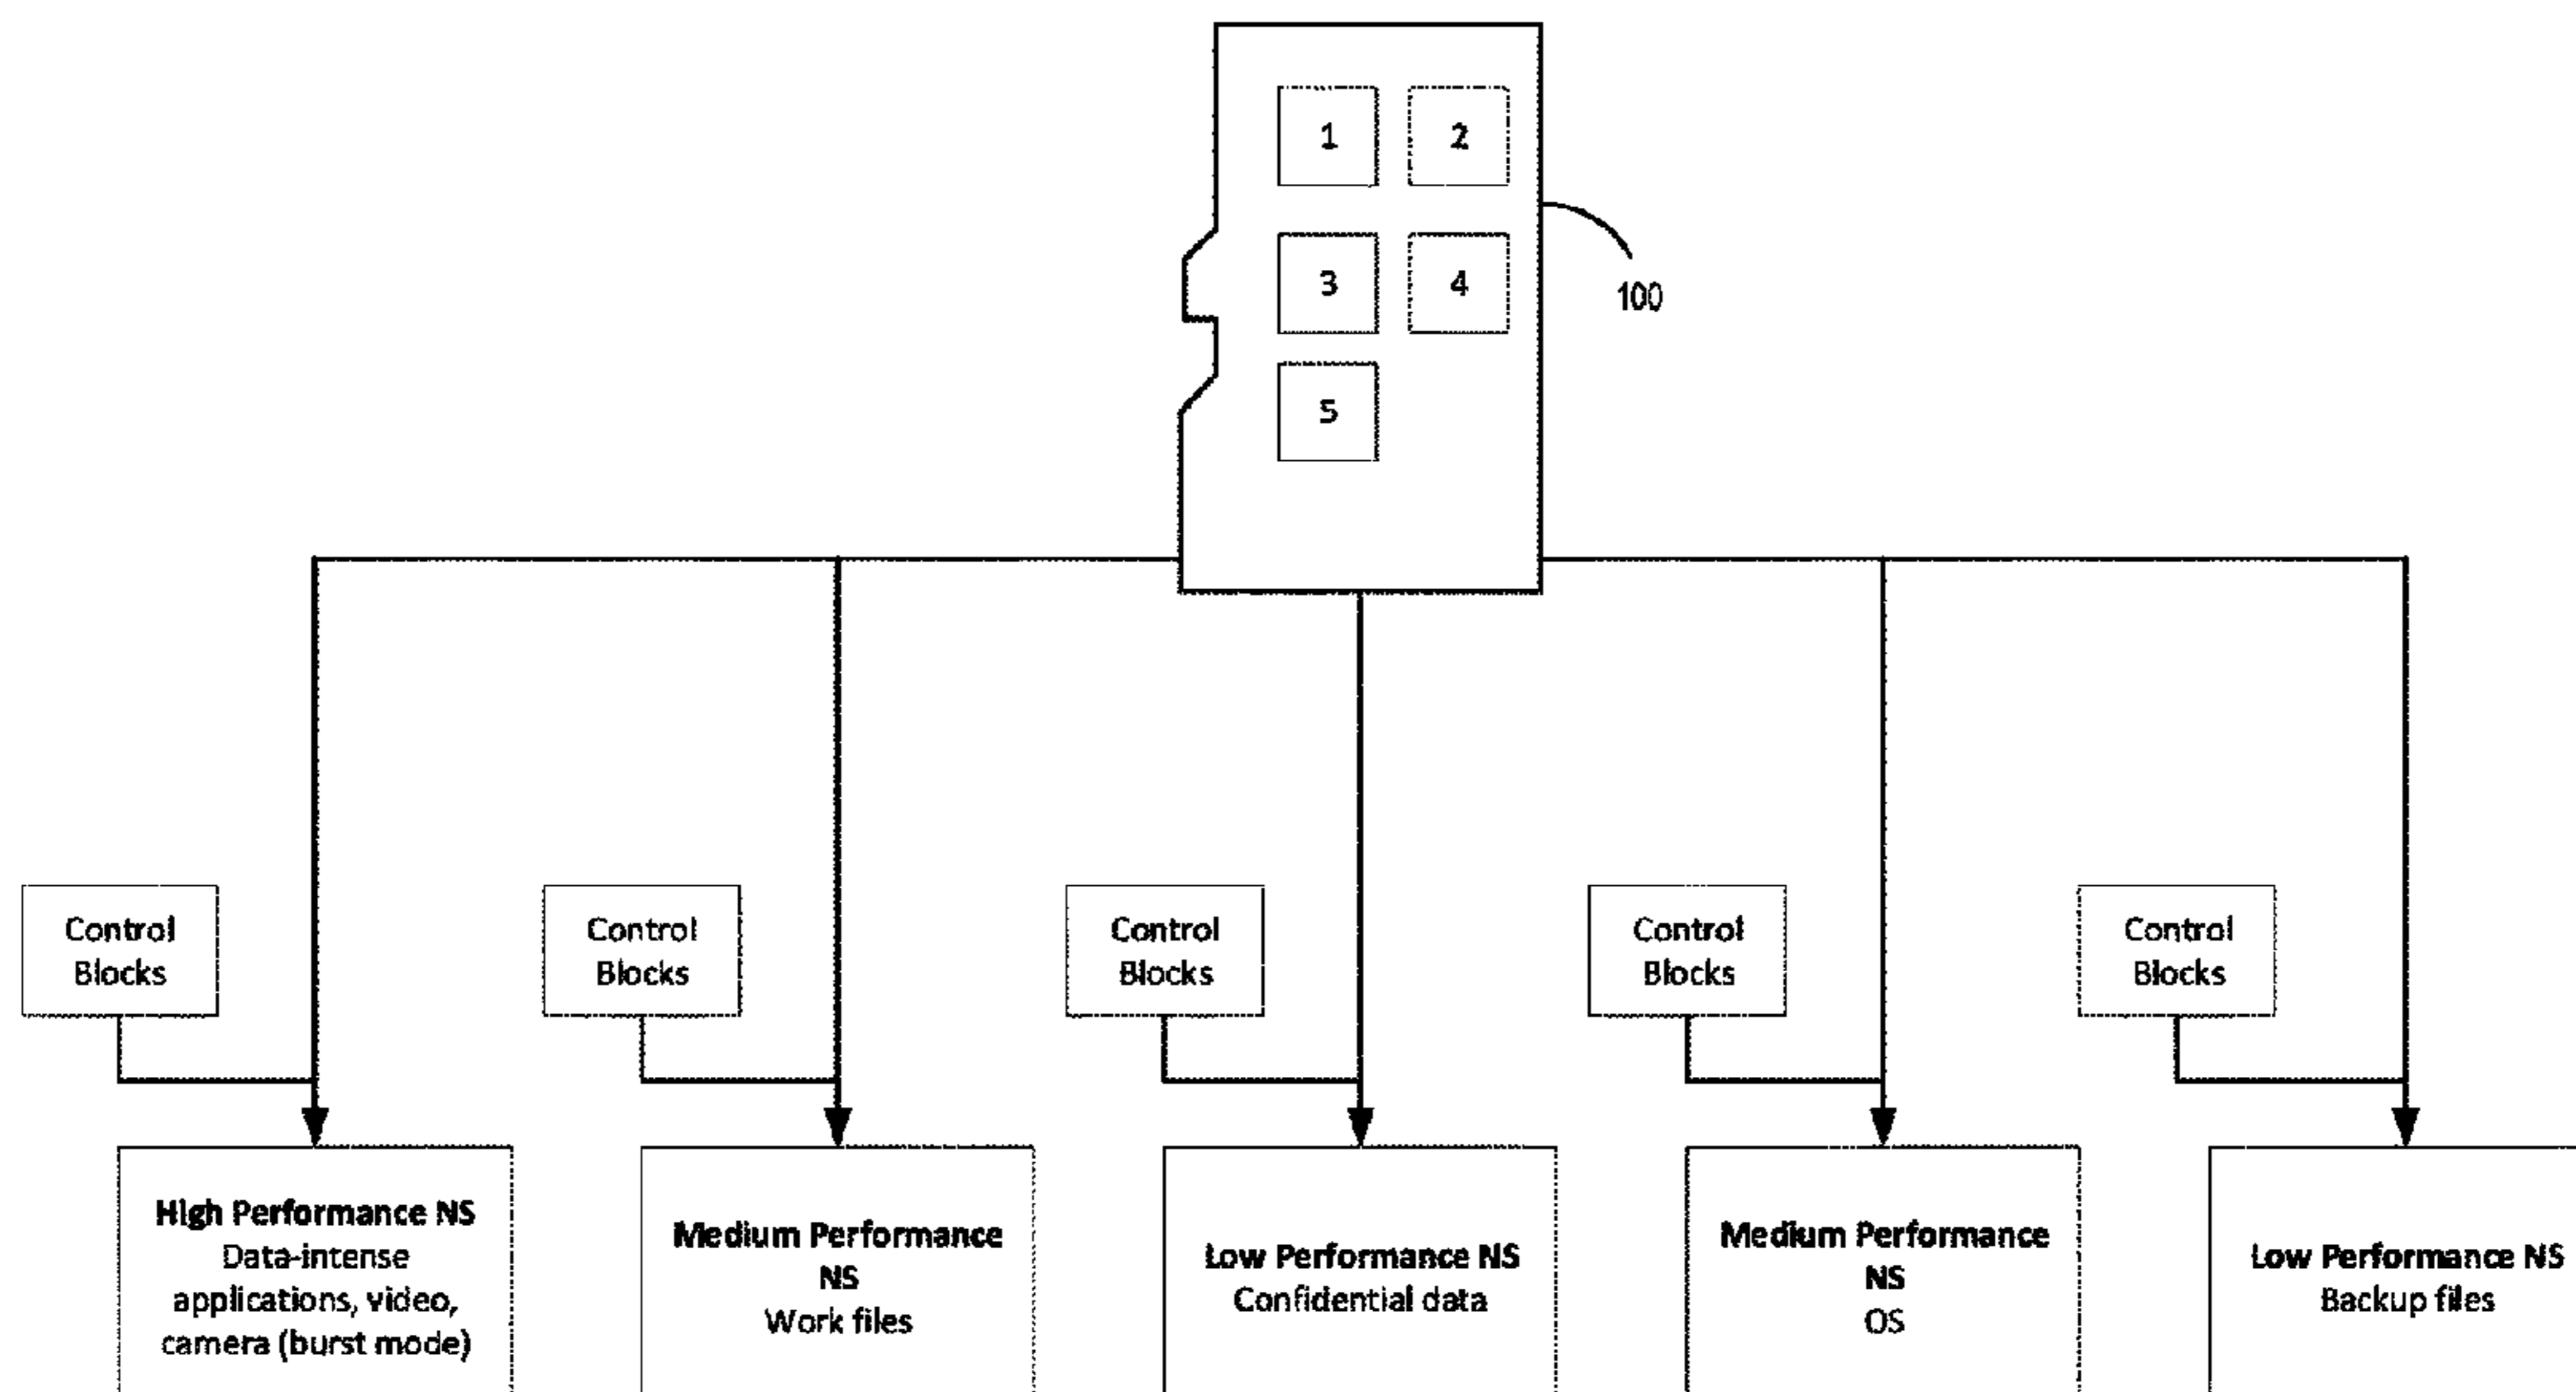 1
2
3
4
5
100
Control
Blocks
Control
Blocks
Control
Blocks
Control
Blocks
Control
Blocks
High Performance NS
Data-intense
applications, video,
camera (burst mode)
Medium Performance
NS
Work files
Low Performance NS
Confidential data
Medium Performance
NS
OS
Low Performance NS
Backup files